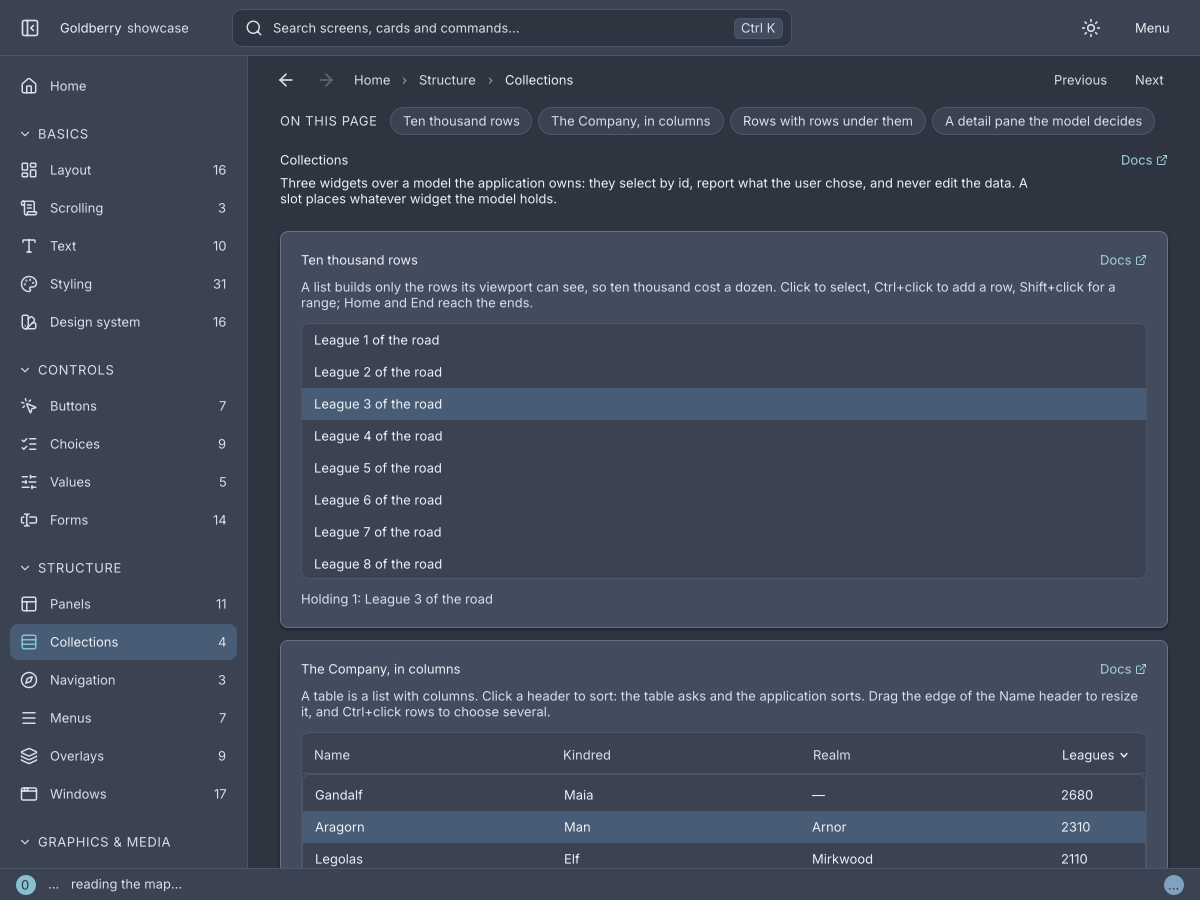 Goldberry showcase
Search screens, cards and commands...
Ctrl K
Menu
Home
BASICS
Layout 16
Scrolling 3
Text 10
Styling 31
Design system 16
CONTROLS
Buttons 7
Choices 9
Values 5
Forms 14
STRUCTURE
Panels 11
Collections 4
Navigation 3
Menus 7
Overlays 9
Windows 17
GRAPHICS & MEDIA
Home › Structure › Collections
Previous Next
ON THIS PAGE Ten thousand rows The Company, in columns Rows with rows under them A detail pane the model decides
Collections Docs
Three widgets over a model the application owns: they select by id, report what the user chose, and never edit the data. A
slot places whatever widget the model holds.
Ten thousand rows Docs
A list builds only the rows its viewport can see, so ten thousand cost a dozen. Click to select, Ctrl+click to add a row, Shift+click for a
range; Home and End reach the ends.
League 1 of the road
League 2 of the road
League 3 of the road
League 4 of the road
League 5 of the road
League 6 of the road
League 7 of the road
League 8 of the road
Holding 1: League 3 of the road
The Company, in columns Docs
A table is a list with columns. Click a header to sort: the table asks and the application sorts. Drag the edge of the Name header to resize
it, and Ctrl+click rows to choose several.
Name Kindred Realm Leagues
Gandalf Maia — 2680
Aragorn Man Arnor 2310
Legolas Elf Mirkwood 2110
0 ... reading the map... ...